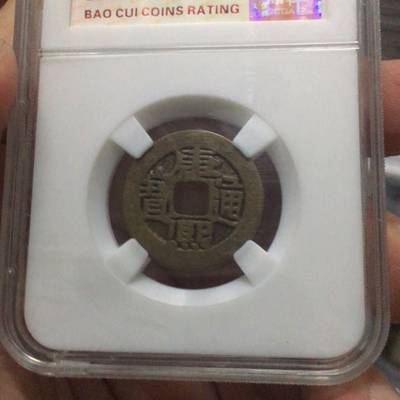 BAO CUI COINS RATING
康熙通寶